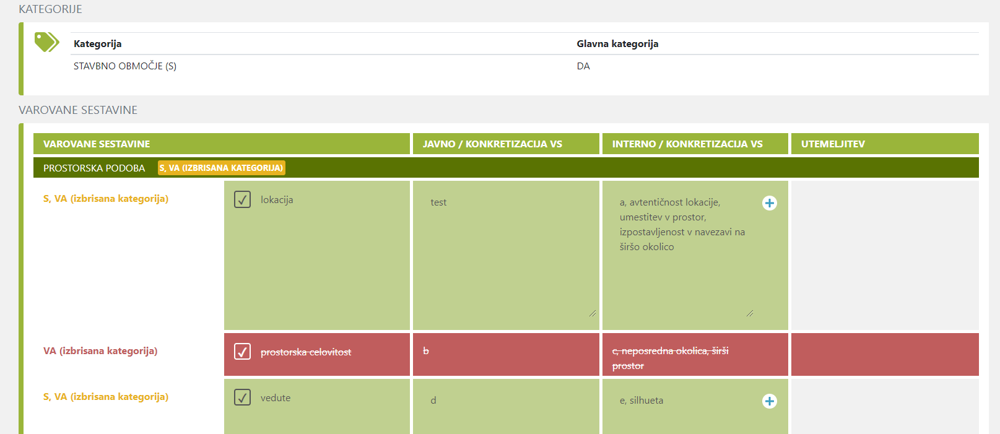 KATEGORIJE
Kategorija Glavna kategorija
STAVBNO OBMOČJE (S) DA
VAROVANE SESTAVINE
VAROVANE SESTAVINE JAVNO / KONKRETIZACIJA VS INTERNO / KONKRETIZACIJA VS UTEMELJITEV
PROSTORSKA PODOBA S, VA (IZBRISANA KATEGORIJA)
S, VA (izbrisana kategorija) lokacija test a, avtentičnost lokacije,
umestitev v prostor,
izpostavljenost v navezavi na
širšo okolico
VA (izbrisana kategorija) prostorska celovitost b c, neposredna okolica, širši
prostor
S, VA (izbrisana kategorija) vedute d e, silhueta